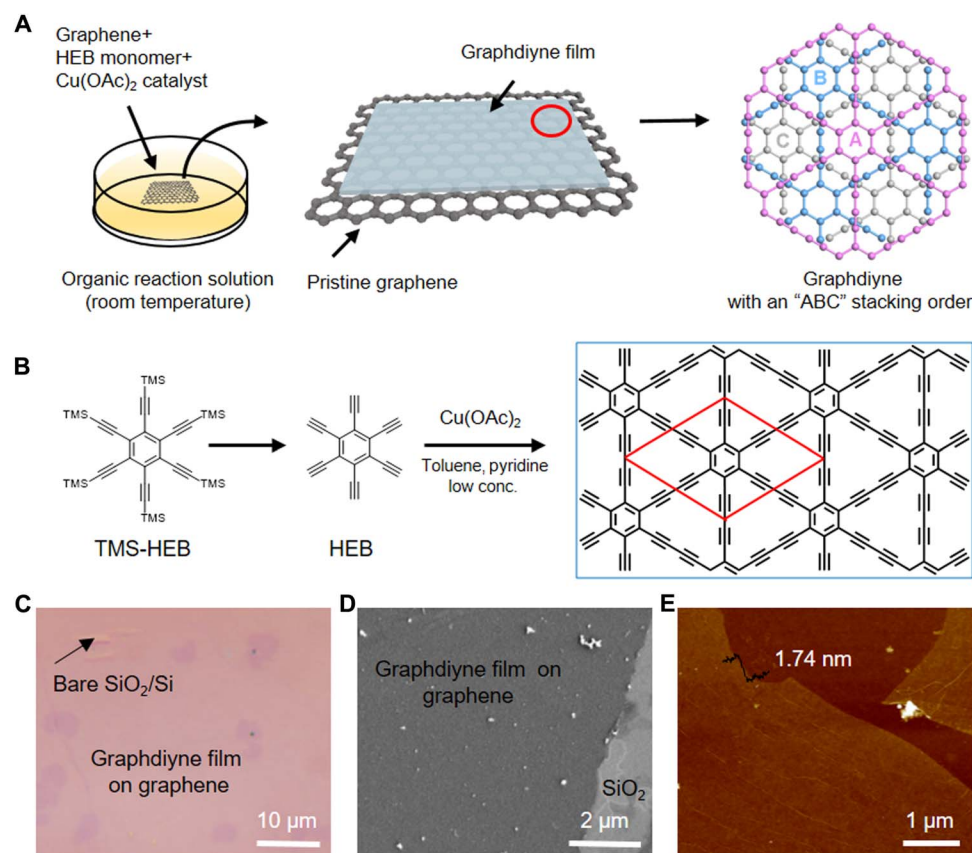 A
Graphene+
HEB monomer+
Cu(OAc)₂ catalyst
Graphdiyne film
B
C
A
Organic reaction solution
(room temperature)
Pristine graphene
Graphdiyne
with an “ABC” stacking order
B
TMS
TMS
TMS
TMS
TMS
TMS
TMS-HEB
HEB
Cu(OAc)₂
Toluene, pyridine
low conc.
C
Bare SiO₂/Si
Graphdiyne film
on graphene
10 μm
D
Graphdiyne film on
graphene
SiO₂
2 μm
E
1.74 nm
1 μm